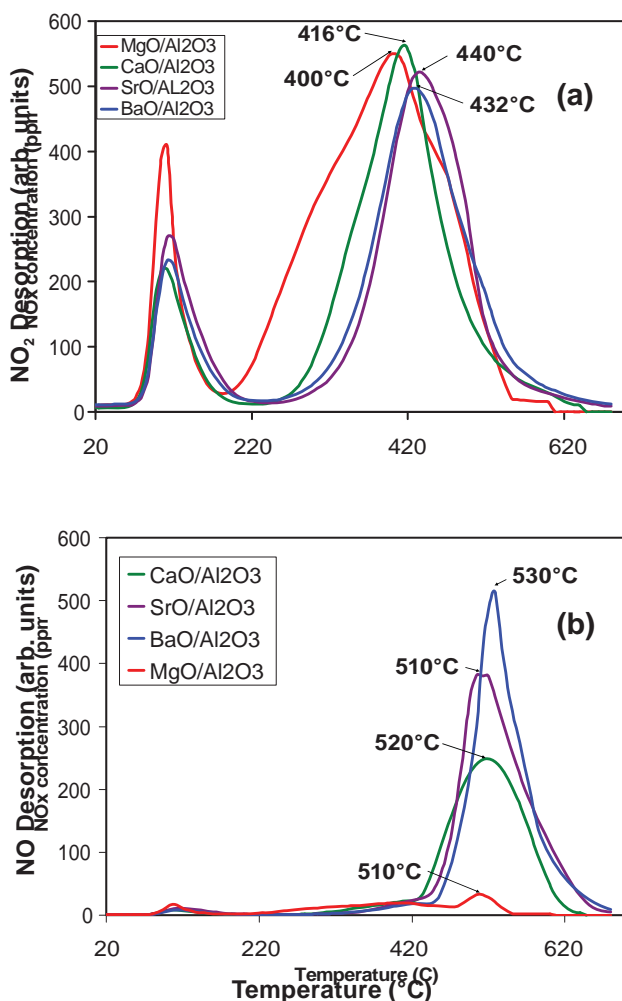 416°C
MgO/Al2O3
CaO/Al2O3
SrO/AL2O3
BaO/Al2O3
440°C
400°C
432°C
(a)
NO₂ Desorption (arb. units)
NOx concentration (ppm
600
500
400
300
200
100
0
20
220
420
620
CaO/Al2O3
SrO/Al2O3
BaO/Al2O3
MgO/Al2O3
530°C
(b)
510°C
520°C
510°C
NO Desorption (arb. units)
NOx concentration (ppm
600
500
400
300
200
100
0
20
220
420
620
Temperature (C)
Temperature (°C)